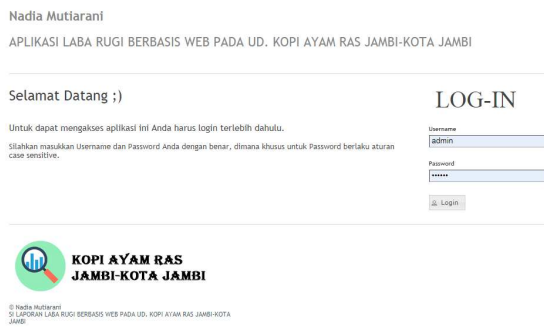 Nadia Mutiarani
APLIKASI LABA RUGI BERBASIS WEB PADA UD. KOPI AYAM RAS JAMBI-KOTA JAMBI
Selamat Datang ;)
Untuk dapat mengakses aplikasi ini Anda harus login terlebih dahulu.
Silahkan masukkan Username dan Password Anda dengan benar, dimana khusus untuk Password berlaku aturan
case sensitive.
LOG-IN
Username
admin
Password
••••••
Login
KOPI AYAM RAS
JAMBI-KOTA JAMBI
© Nadia Mutiarani
SI LAPORAN LABA RUGI BERBASIS WEB PADA UD. KOPI AYAM RAS JAMBI-KOTA
JAMBI